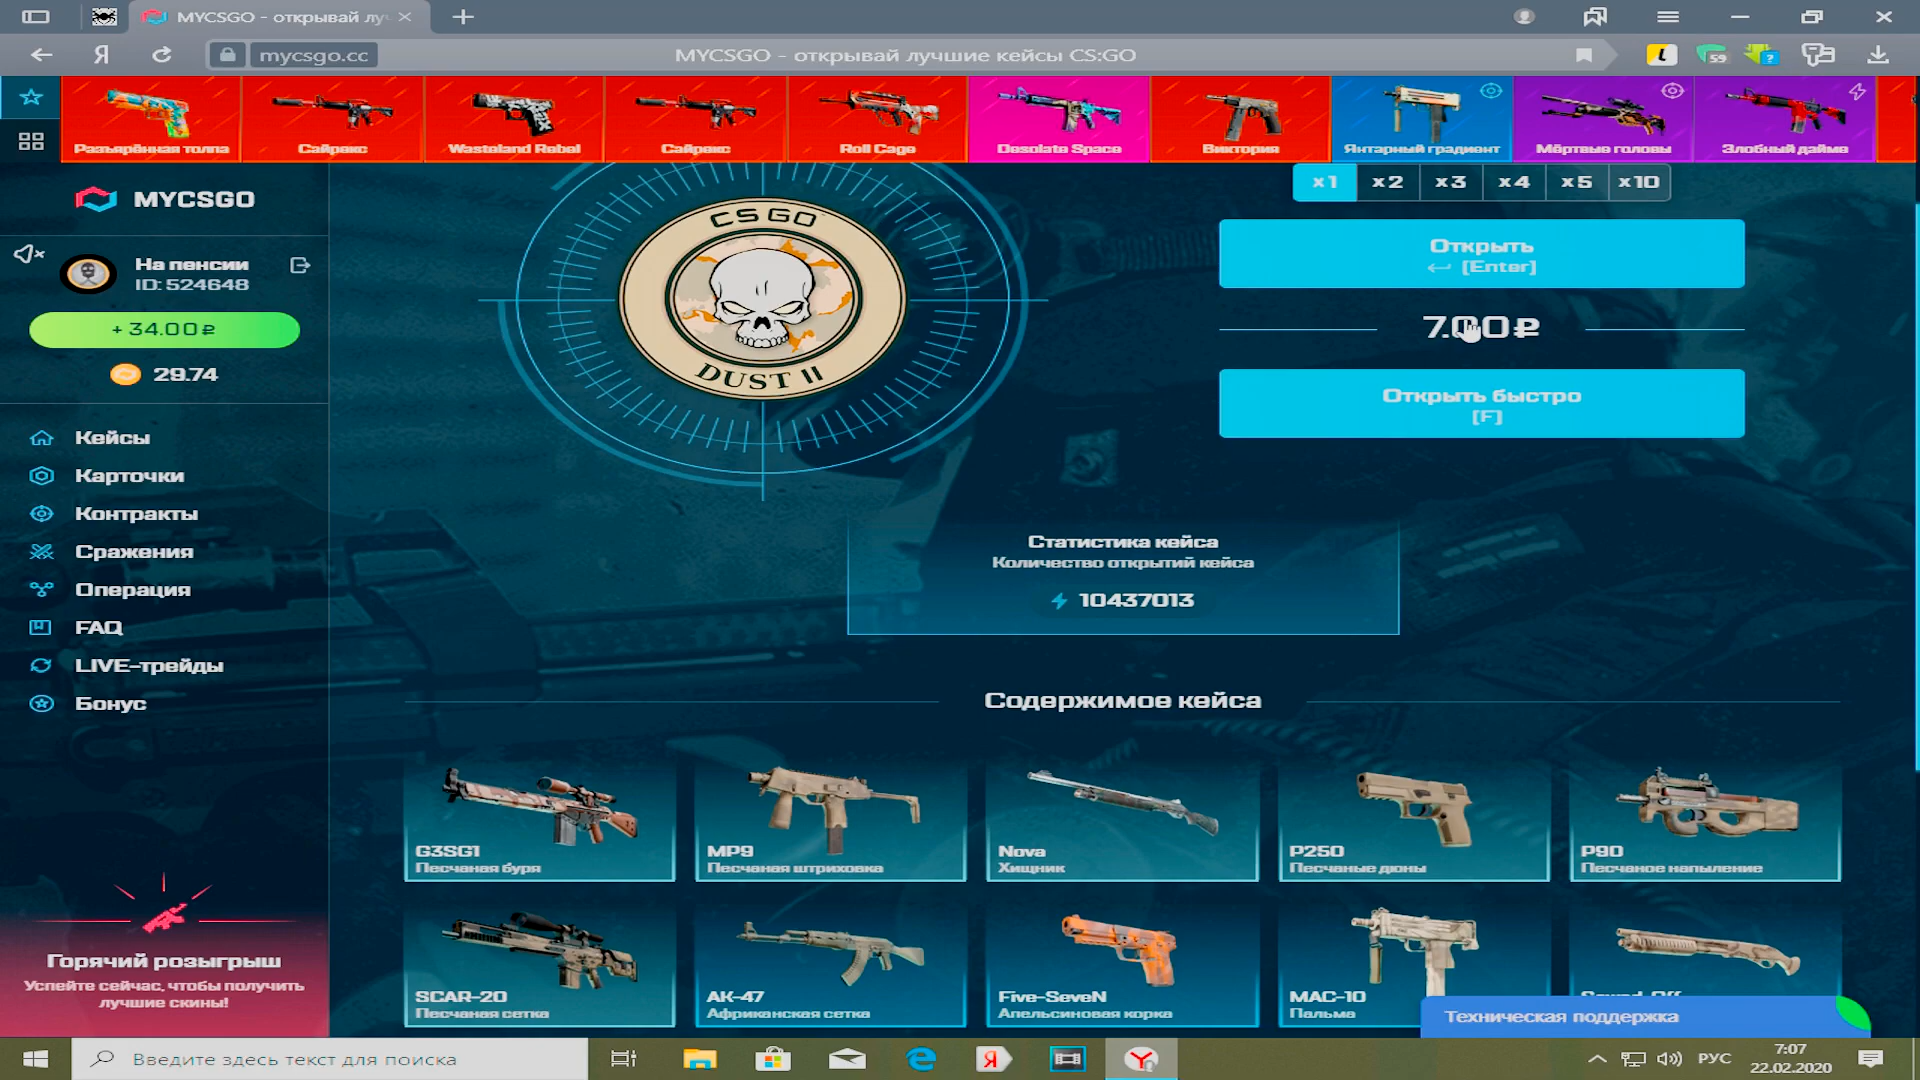 MYCSGO - открывай лу
mycsgo.cc
MYCSGO - открывай лучшие кейсы CS:GO
59
Разъярённая толпа
Сайрекс
Wasteland Rebel
Сайрекс
Roll Cage
Desolate Space
Виктория
Янтарный градиент
Мёртвые головы
Злобный даймё
MYCSGO
На пенсии
ID: 524648
+ 34.00₽
29.74
Кейсы
Карточки
Контракты
Сражения
Операция
FAQ
LIVE-трейды
Бонус
Горячий розыгрыш
Успейте сейчас, чтобы получить
лучшие скины!
CS GO
DUST II
x1 x2 x3 x4 x5 x10
Открыть
[Enter]
7.00₽
Открыть быстро
[F]
Статистика кейса
Количество открытий кейса
10437013
Содержимое кейса
G3SG1
Песчаная буря
MP9
Песчаная штриховка
Nova
Хищник
P250
Песчаные дюны
P90
Песчаное напыление
SCAR-20
Песчаная сетка
AK-47
Африканская сетка
Five-SeveN
Апельсиновая корка
MAC-10
Пальма
Техническая поддержка
Введите здесь текст для поиска
РУС
7:07
22.02.2020